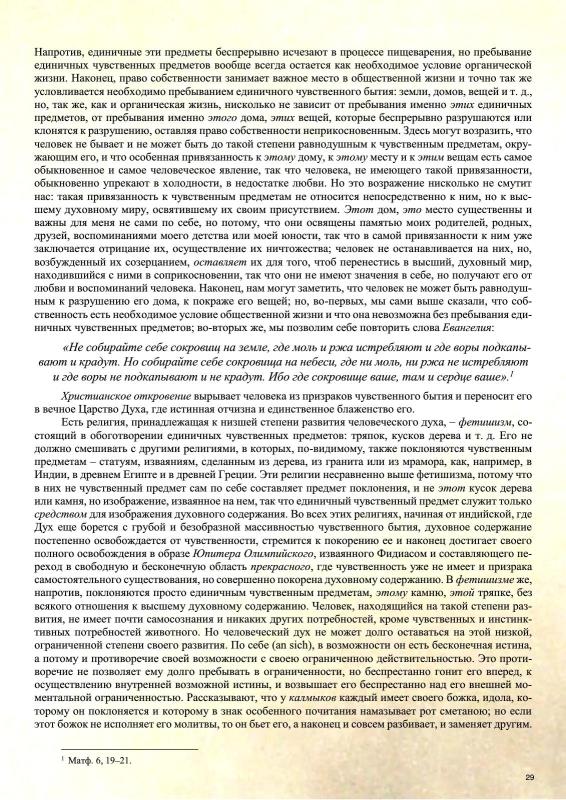 Напротив, единичные эти предметы беспрерывно исчезают в процессе пищеварения, но пребывание
единичных чувственных предметов вообще всегда остается как необходимое условие органической
жизни. Наконец, право собственности занимает важное место в общественной жизни и точно так же
условливается необходимо пребыванием единичного чувственного бытия: земли, домов, вещей и т. д.,
но, так же, как и органическая жизнь, нисколько не зависит от пребывания именно этих единичных
предметов, от пребывания именно этого дома, этих вещей, которые беспрерывно разрушаются или
клонятся к разрушению, оставляя право собственности неприкосновенным. Здесь могут возразить, что
человек не бывает и не может быть до такой степени равнодушным к чувственным предметам, окру-
жающим его, и что особенная привязанность к этому дому, к этому месту и к этим вещам есть самое
обыкновенное и самое человеческое явление, так что человека, не имеющего такой привязанности,
обыкновенно упрекают в холодности, в недостатке любви. Но это возражение нисколько не смутит
нас: такая привязанность к чувственным предметам не относится непосредственно к ним, но к выс-
шему духовному миру, освятившему их своим присутствием. Этот дом, это место существенны и
важны для меня не сами по себе, но потому, что они освящены памятью моих родителей, родных,
друзей, воспоминаниями моего детства или моей юности, так что в самой привязанности к ним уже
заключается отрицание их, осуждение их ничтожества; человек не останавливается на них, но,
возбужденный их созерцанием, оставляет их для того, чтоб перенестись в высший, духовный мир,
находившийся с ними в соприкосновении, так что они не имеют значения в себе, но получают его от
любви и воспоминаний человека. Наконец, нам могут заметить, что человек не может быть равнодуш-
ным к разрушению его дома, к покраже его вещей; но, во-первых, мы сами выше сказали, что соб-
ственность есть необходимое условие общественной жизни и что она невозможна без пребывания еди-
ничных чувственных предметов; во-вторых же, мы позволим себе повторить слова Евангелия:
«Не собирайте себе сокровищ на земле, где моль и ржа истребляют и где воры подкапы-
вают и крадут. Но собирайте себе сокровища на небеси, где ни моль, ни ржа не истребляют
и где воры не подкапывают и не крадут. Ибо где сокровище ваше, там и сердце ваше».1
Христианское откровение вырывает человека из призраков чувственного бытия и переносит его
в вечное Царство Духа, где истинная отчизна и единственное блаженство его.
Есть религия, принадлежащая к низшей степени развития человеческого духа, – фетишизм, со-
стоящий в обоготворении единичных чувственных предметов: тряпок, кусков дерева и т. д. Его не
должно смешивать с другими религиями, в которых, по-видимому, также поклоняются чувственным
предметам – статуям, изваяниям, сделанным из дерева, из гранита или из мрамора, как, например, в
Индии, в древнем Египте и в древней Греции. Эти религии несравненно выше фетишизма, потому что
в них не чувственный предмет сам по себе составляет предмет поклонения, и не этот кусок дерева
или камня, но изображение, изваянное на нем, так что единичный чувственный предмет служит только
средством для изображения духовного содержания. Во всех этих религиях, начиная от индийской, где
Дух еще борется с грубой и безобразной массивностью чувственного бытия, духовное содержание
постепенно освобождается от чувственности, стремится к покорению ее и наконец достигает своего
полного освобождения в образе Юпитера Олимпийского, изваянного Фидиасом и составляющего пе-
реход в свободную и бесконечную область прекрасного, где чувственность уже не имеет и призрака
самостоятельного существования, но совершенно покорена духовному содержанию. В фетишизме же,
напротив, поклоняются просто единичным чувственным предметам, этому камню, этой тряпке, без
всякого отношения к высшему духовному содержанию. Человек, находящийся на такой степени раз-
вития, не имеет почти самосознания и никаких других потребностей, кроме чувственных и инстинк-
тивных потребностей животного. Но человеческий дух не может долго оставаться на этой низкой,
ограниченной степени своего развития. По себе (an sich), в возможности он есть бесконечная истина,
а потому и противоречие своей возможности с своею ограниченною действительностью. Это проти-
воречие не позволяет ему долго пребывать в ограниченности, но беспрестанно гонит его вперед, к
осуществлению внутренней возможной истины, и возвышает его беспрестанно над его внешней мо-
ментальной ограниченностью. Рассказывают, что у калмыков каждый имеет своего божка, идола, ко-
торому он поклоняется и которому в знак особенного почитания намазывает рот сметаною; но если
этот божок не исполняет его молитвы, то он бьет его, а наконец и совсем разбивает, и заменяет другим.
1 Матф. 6, 19–21.
29